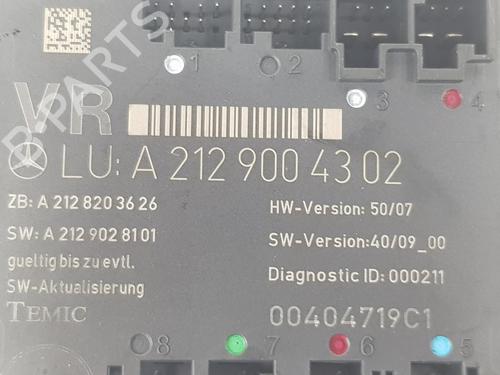 1 2 3 4
VR
B-PARTS
LU: A 212 900 43 02
ZB: A 212 820 36 26
HW-Version: 50/07
SW: A 212 902 81 01
SW-Version:40/09_00
gueltig bis zu evtl.
Diagnostic ID: 000211
SW-Aktualisierung
TEMIC
00404719C1
8 7 6 5